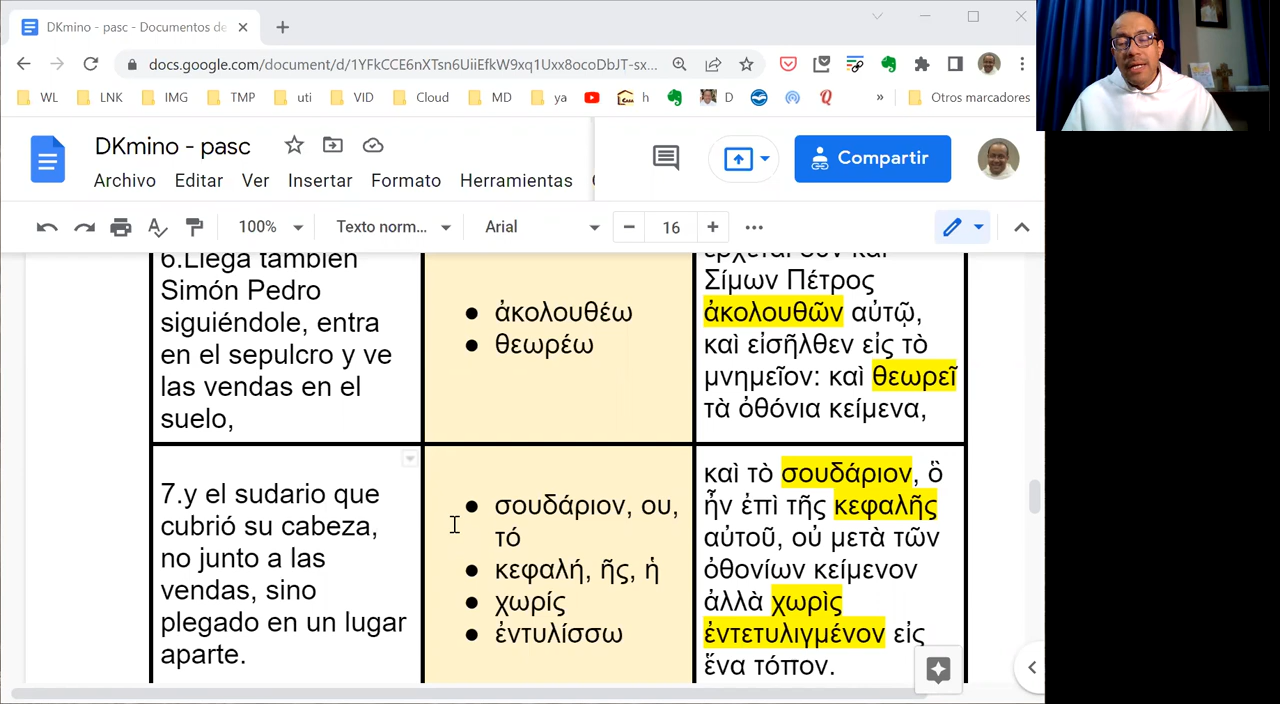 DKmino - pasc - Documentos de
docs.google.com/document/d/1YFkCCE6nXosn6UiiEfkW9xq1Uxx8ocoDbJT-sx...
WL LNK IMG TMP uti VID Cloud MD ya h D » Otros marcadores
DKmino - pasc
Compartir
Archivo Editar Ver Insertar Formato Herramientas
100% Texto norm... Arial 16
6.Llega también
Simón Pedro
siguiéndole, entra
en el sepulcro y ve
las vendas en el
suelo,
ἀκολουθέω
θεωρέω
ἔρχεται οὖν καὶ
Σίμων Πέτρος
ἀκολουθῶν αὐτῷ,
καὶ εἰσῆλθεν εἰς τὸ
μνημεῖον: καὶ θεωρεῖ
τὰ ὀθόνια κείμενα,
7.y el sudario que
cubrió su cabeza,
no junto a las
vendas, sino
plegado en un lugar
aparte.
σουδάριον, ου,
τό
κεφαλή, ῆς, ἡ
χωρίς
ἐντυλίσσω
καὶ τὸ σουδάριον, ὃ
ἦν ἐπὶ τῆς κεφαλῆς
αὐτοῦ, οὐ μετὰ τῶν
ὀθονίων κείμενον
ἀλλὰ χωρὶς
ἐντετυλιγμένον εἰς
ἕνα τόπον.